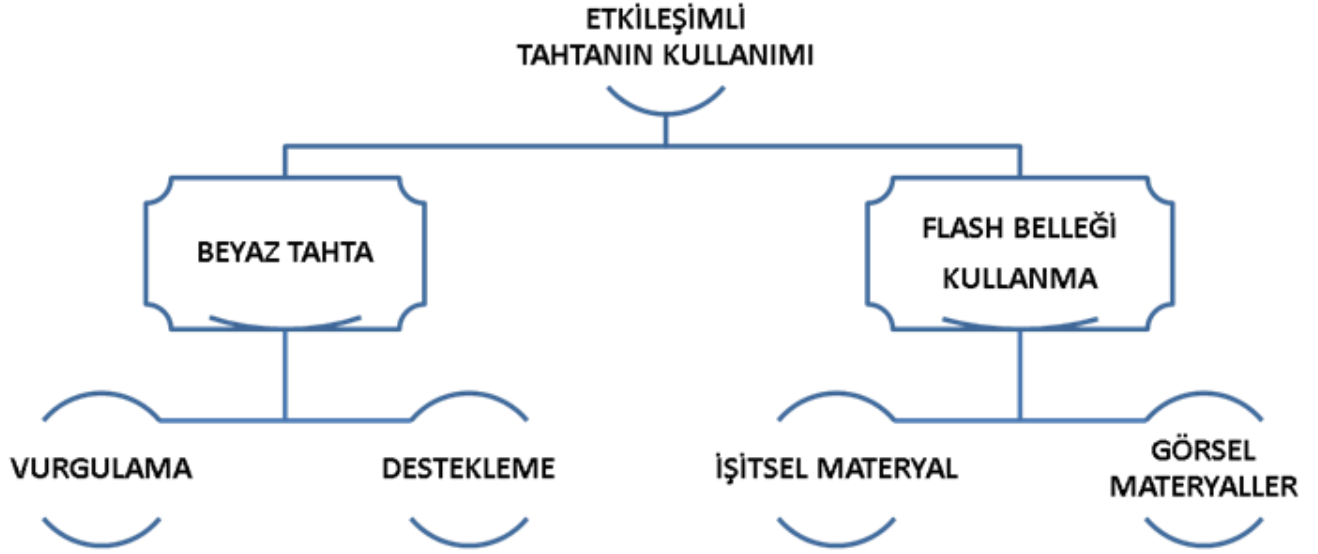 ETKİLEŞİMLİ
TAHTANIN KULLANIMI
BEYAZ TAHTA
FLASH BELLEĞİ
KULLANMA
VURGULAMA
DESTEKLEME
İŞİTSEL MATERYAL
GÖRSEL
MATERYALLER